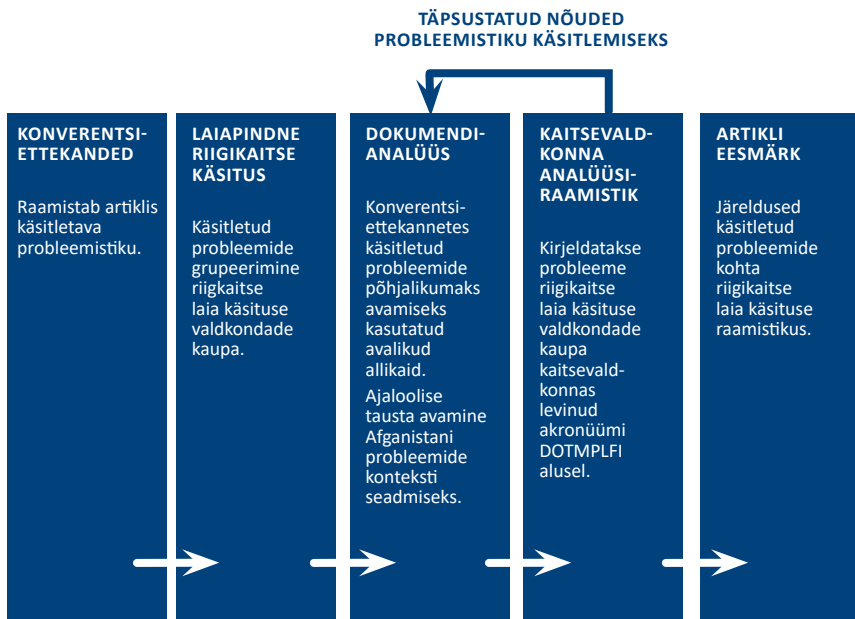 TÄPSUSTATUD NÕUDED
PROBLEEMISTIKU KÄSITLEMISEKS
KONVERENTSI-
ETTEKANDED
Raamistab artiklis
käsitletava
probleemistiku.
LAIAPINDNE
RIIGIKAITSE
KÄSITUS
Käsitletud
probleemide
grupeerimine
riigkaitse
laia käsituse
valdkondade
kaupa.
DOKUMENDI-
ANALÜÜS
Konverentsi-
ettekannetes
käsitletud
probleemide
põhjalikumaks
avamiseks
kasutatud
avalikud
allikaid.
Ajaloolise
tausta avamine
Afganistani
probleemide
konteksti
seadmiseks.
KAITSEVALD-
KONNA
ANALÜÜSI-
RAAMISTIK
Kirjeldatakse
probleeme
riigikaitse
laia käsituse
valdkondade
kaupa
kaitsevald-
konnas
levinud
akronüümi
DOTMPLFI
alusel.
ARTIKLI
EESMÄRK
Järeldused
käsitletud
probleemide
kohta
riigikaitse
laia käsituse
raamistikus.